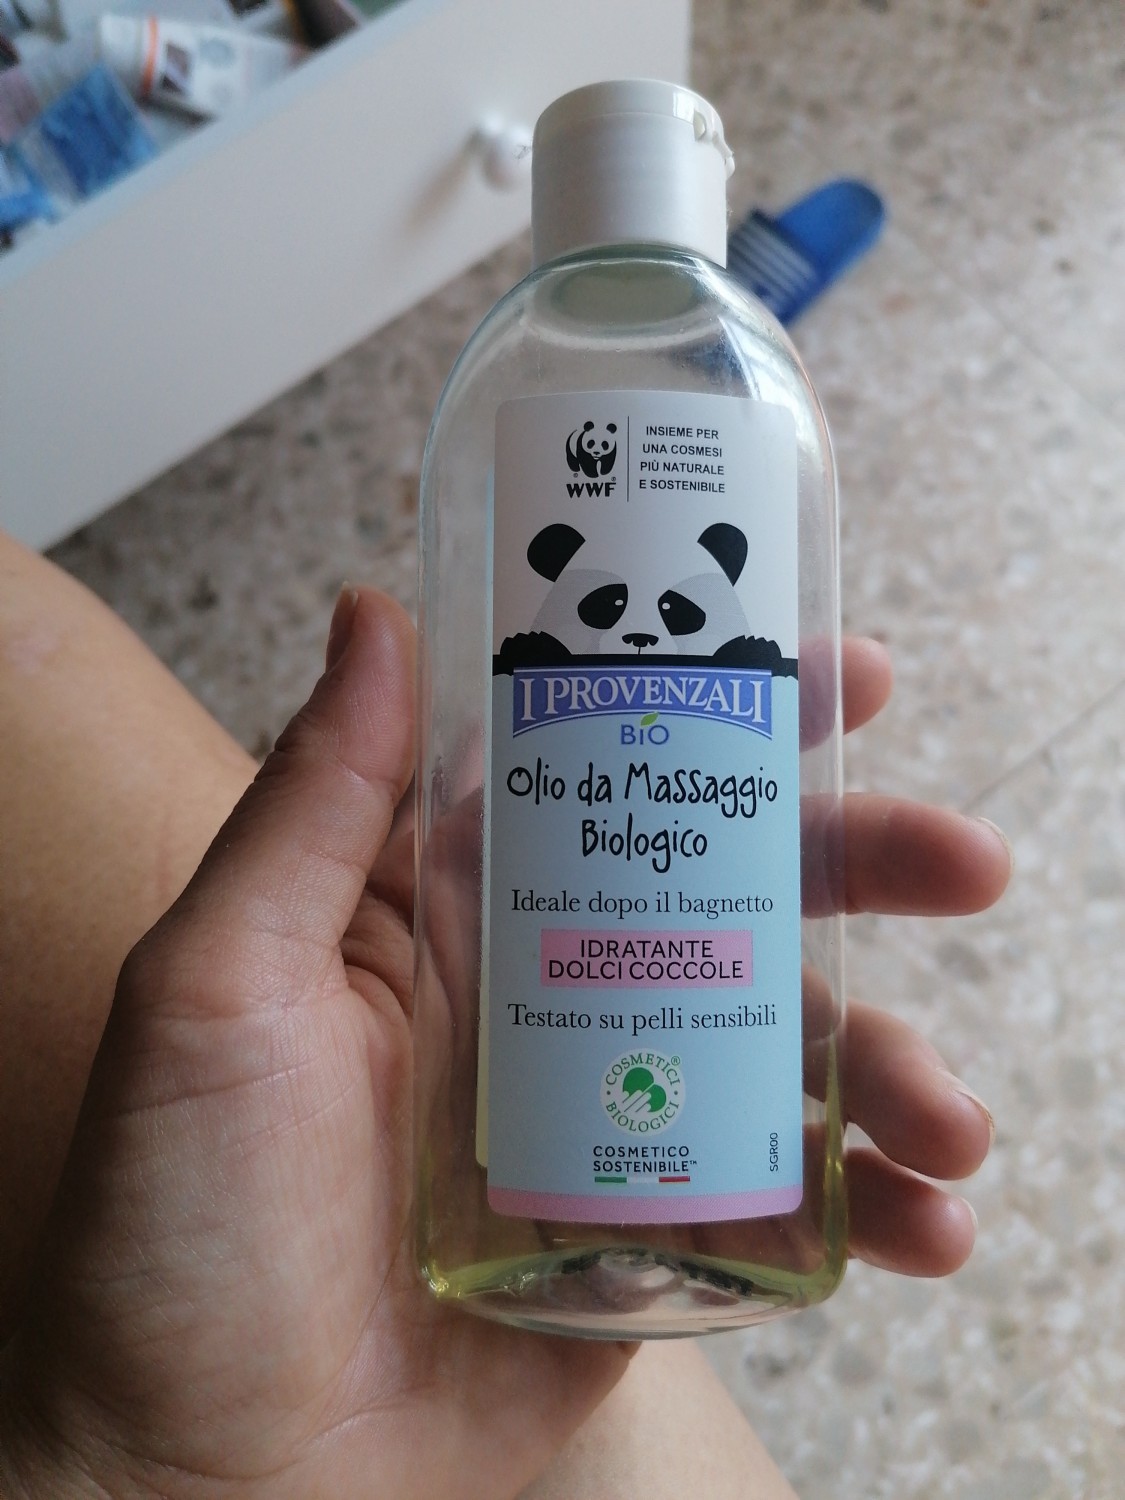 WWF
INSIEME PER
UNA COSMESI
PIÙ NATURALE
E SOSTENIBILE
I PROVENZALI
BIO
Olio da Massaggio
Biologico
Ideale dopo il bagnetto
IDRATANTE
DOLCI COCCOLE
Testato su pelli sensibili
COSMETICI ®
BIOLOGICI
COSMETICO
SOSTENIBILE™
SGR00